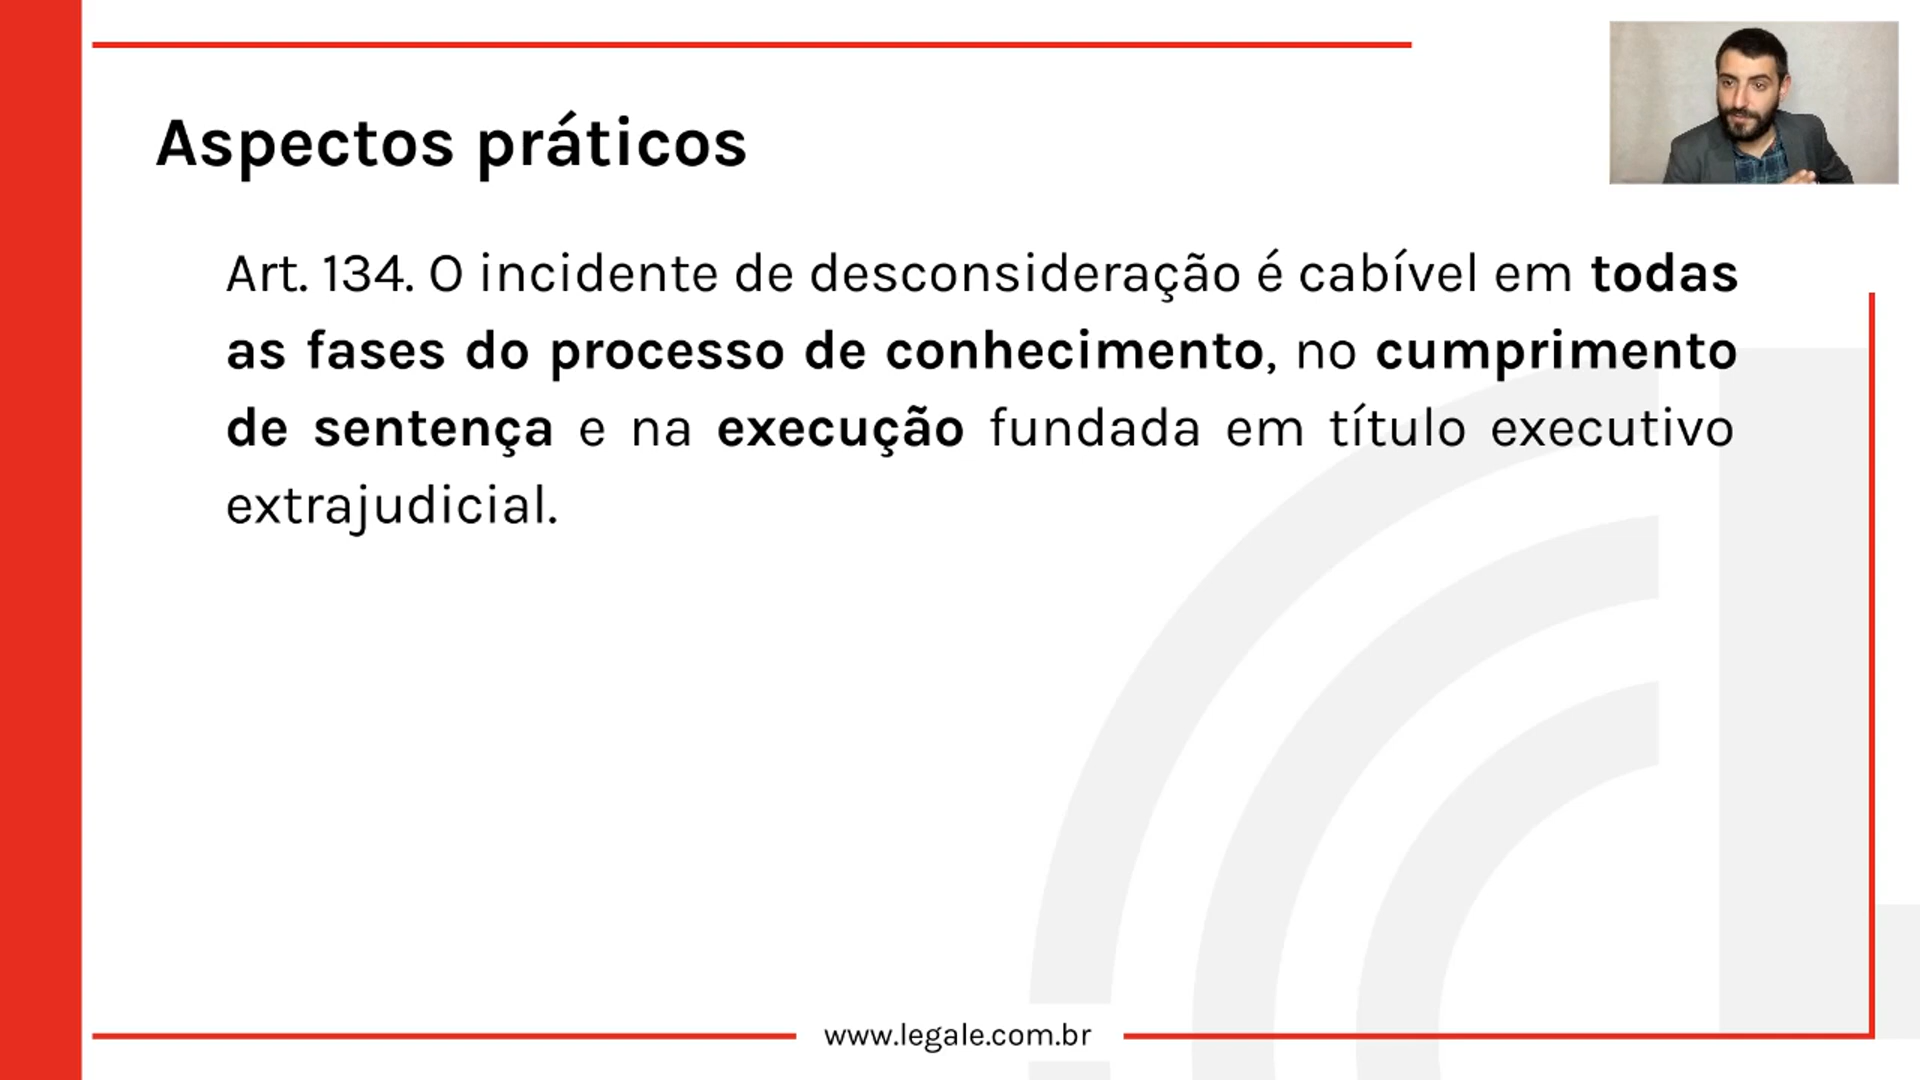 Aspectos práticos
Art. 134. O incidente de desconsideração é cabível em todas
as fases do processo de conhecimento, no cumprimento
de sentença e na execução fundada em título executivo
extrajudicial.
www.legale.com.br